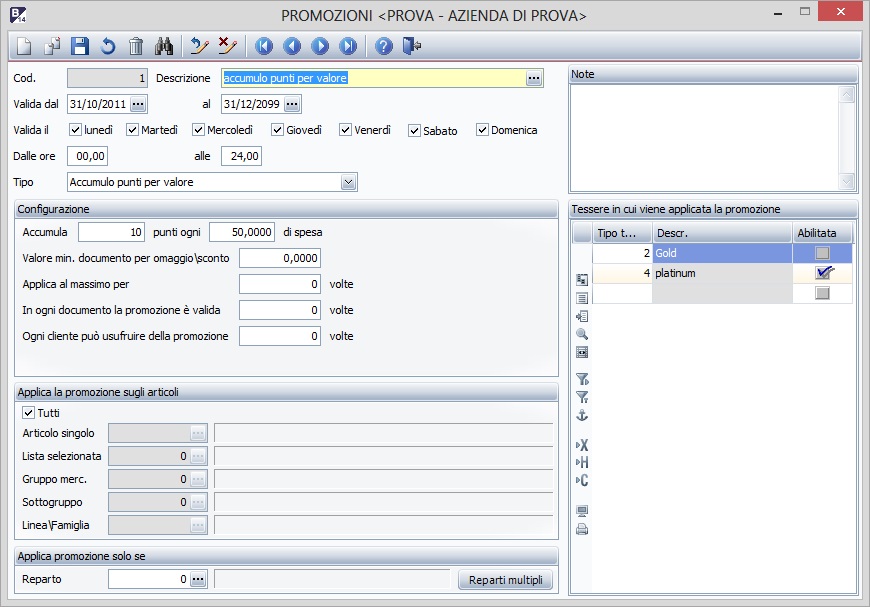 B 14
PROMOZIONI <PROVA - AZIENDA DI PROVA>
Cod. 1 Descrizione accumulo punti per valore
Valida dal 31/10/2011 al 31/12/2099
Valida il lunedì Martedì Mercoledì Giovedì Venerdì Sabato Domenica
Dalle ore 00,00 alle 24,00
Tipo Accumulo punti per valore
Note
Configurazione
Accumula 10 punti ogni 50,0000 di spesa
Valore min. documento per omaggio\sconto 0,0000
Applica al massimo per 0 volte
In ogni documento la promozione è valida 0 volte
Ogni cliente può usufruire della promozione 0 volte
Applica la promozione sugli articoli
Tutti
Articolo singolo
Lista selezionata 0
Gruppo merc. 0
Sottogruppo 0
Linea\Famiglia
Applica promozione solo se
Reparto 0 Reparti multipli
Tessere in cui viene applicata la promozione
Tipo t... Descr. Abilitata
2 Gold
4 platinum
X
H
C